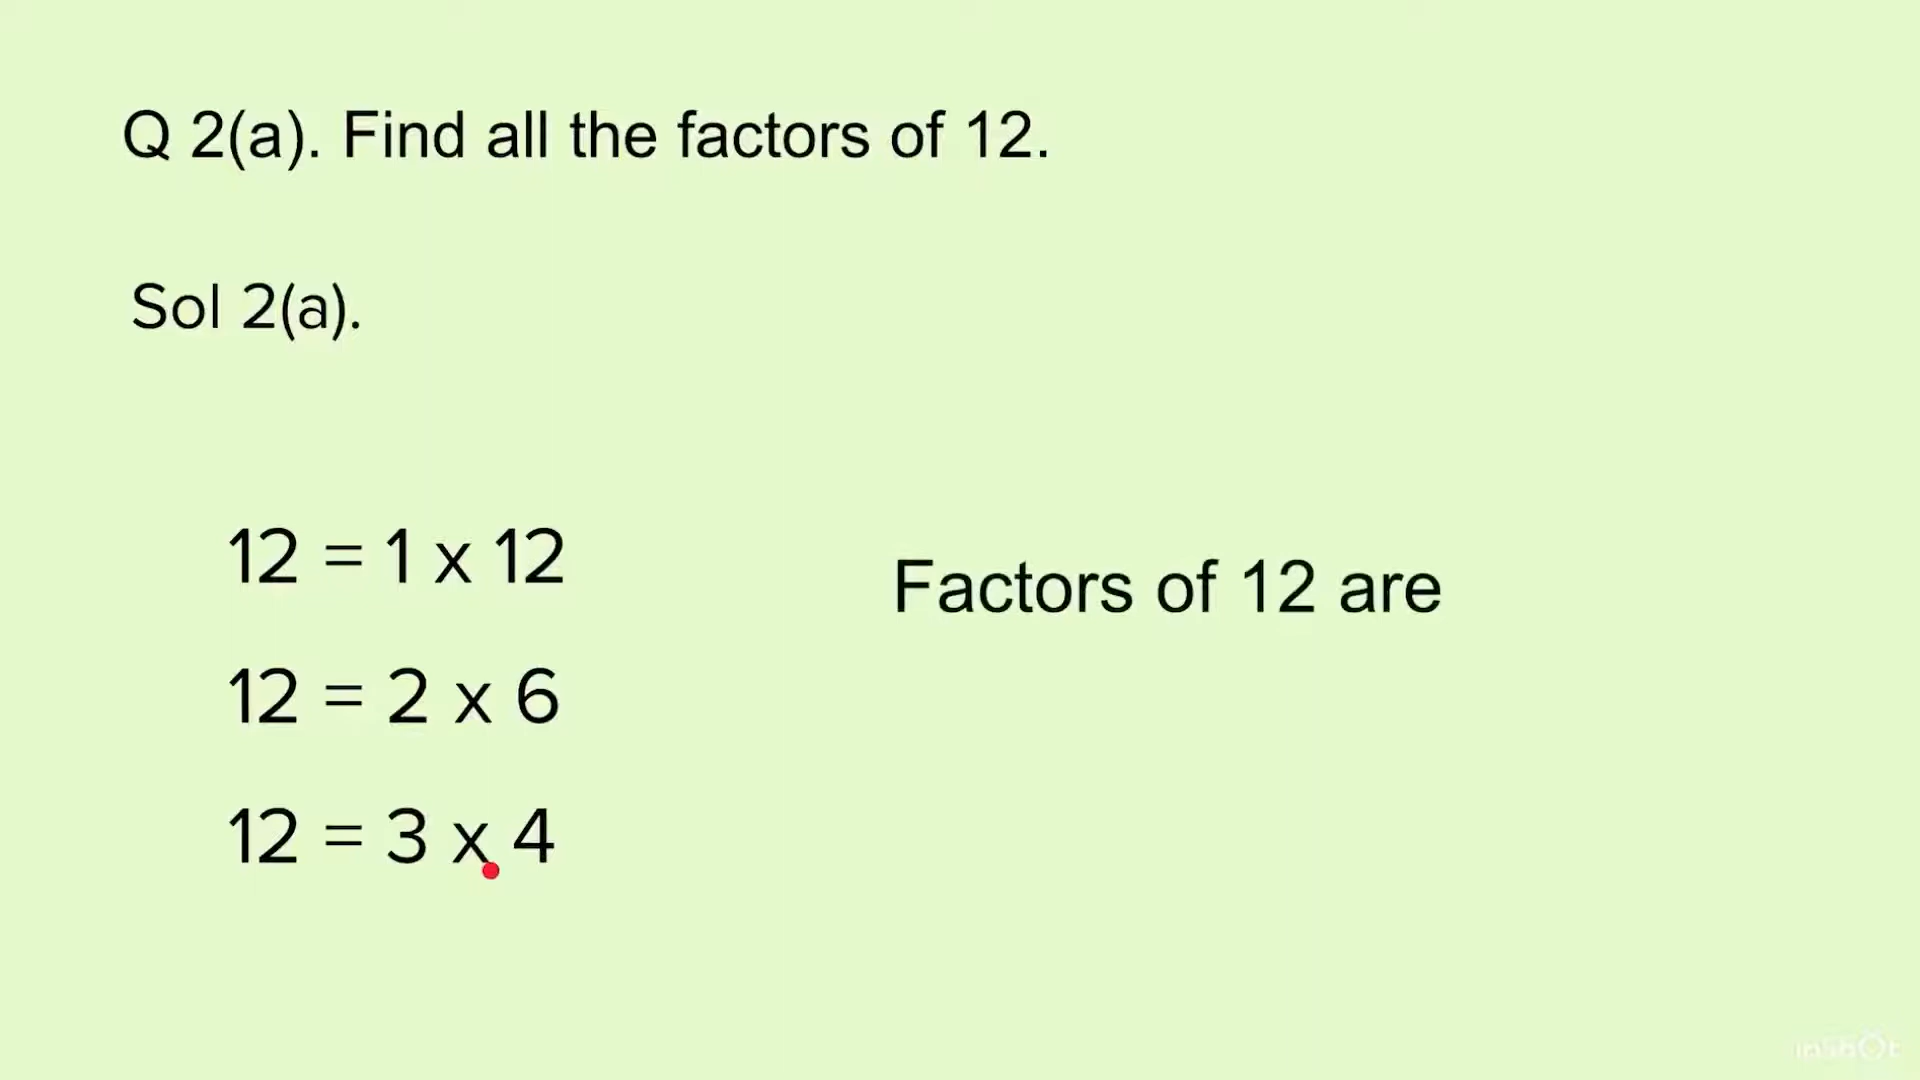 Q 2(a). Find all the factors of 12.
Sol 2(a).
12 = 1 x 12
12 = 2 x 6
12 = 3 x 4
Factors of 12 are